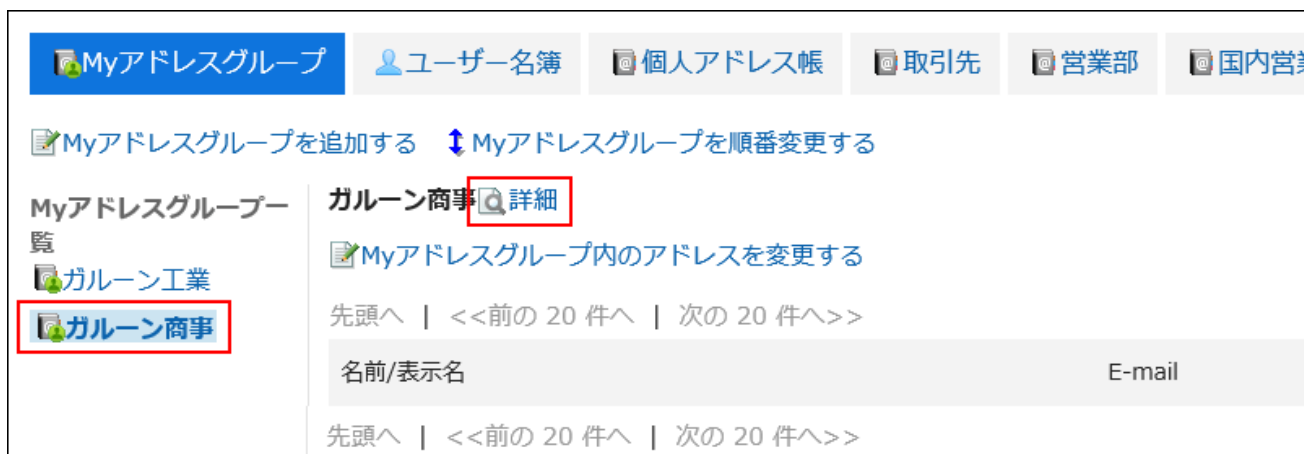 Myアドレスグループ ユーザー名簿 個人アドレス帳 取引先 営業部 国内営業
Myアドレスグループを追加する Myアドレスグループを順番変更する
Myアドレスグループ一
覧
ガルーン工業
ガルーン商事
ガルーン商事 詳細
Myアドレスグループ内のアドレスを変更する
先頭へ | <<前の 20 件へ | 次の 20 件へ>>
名前/表示名 E-mail
先頭へ | <<前の 20 件へ | 次の 20 件へ>>